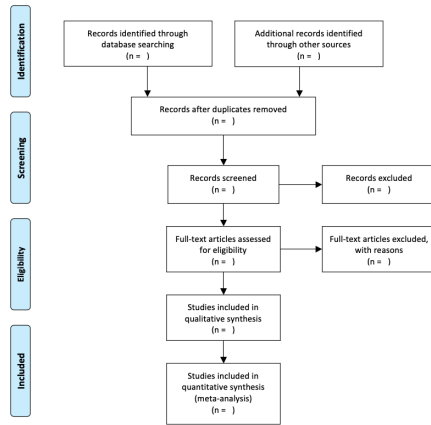 Identification
Records identified through
database searching
(n =   )
Additional records identified
through other sources
(n =   )
Records after duplicates removed
(n =   )
Screening
Records screened
(n =   )
Records excluded
(n =   )
Eligibility
Full-text articles assessed
for eligibility
(n =   )
Full-text articles excluded,
with reasons
(n =   )
Studies included in
qualitative synthesis
(n =   )
Included
Studies included in
quantitative synthesis
(meta-analysis)
(n =   )